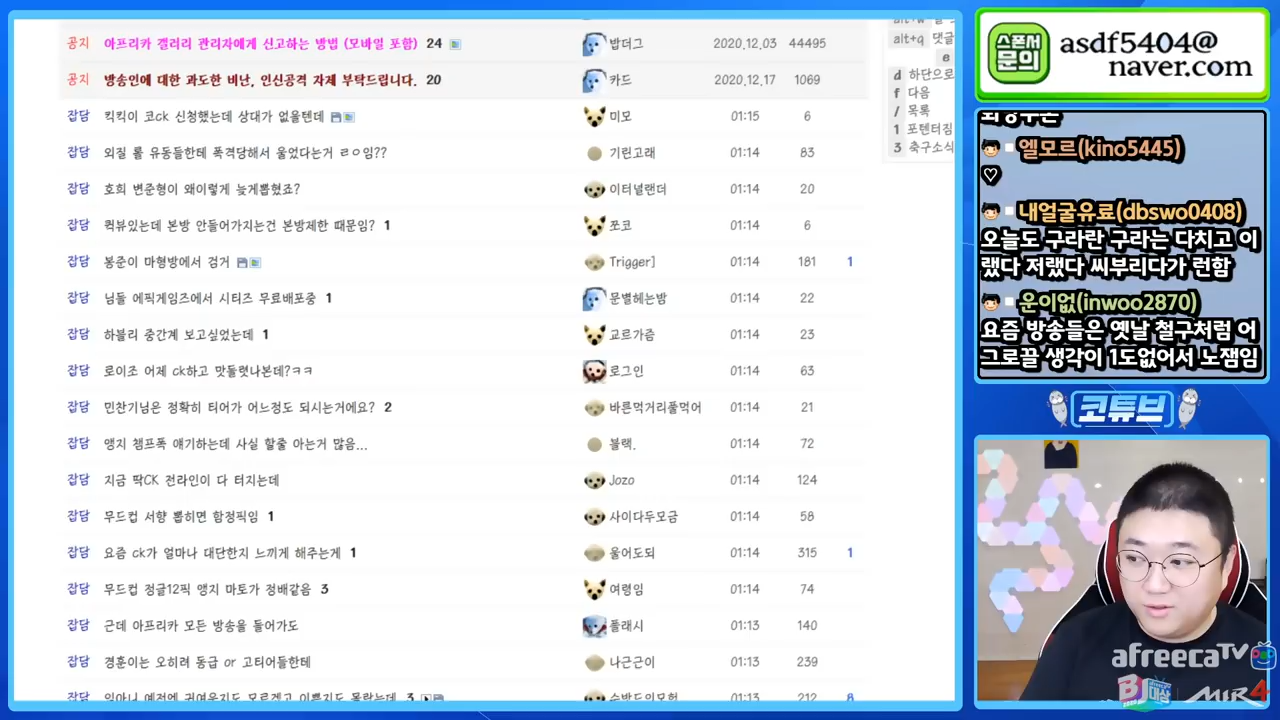 공지 아프리카 갤러리 관리자에게 신고하는 방법 (모바일 포함) 24 밥더그 2020.12.03 44495
공지 방송인에 대한 과도한 비난, 인신공격 자제 부탁드립니다. 20 카드 2020.12.17 1069
잡담 킥킥이 코ck 신청했는데 상대가 없을텐데 미모 01:15 6
잡담 외질 롤 유동들한테 폭격당해서 울었다는거 ㄹㅇ임?? 기린고래 01:14 83
잡담 호희 변준형이 왜이렇게 늦게뽑혔죠? 이터널랜더 01:14 20
잡담 퀵뷰있는데 본방 안들어가지는건 본방제한 때문임? 1 쪼코 01:14 6
잡담 봉준이 마형방에서 검거 Trigger] 01:14 181 1
잡담 님들 에픽게임즈에서 시티즈 무료배포중 1 문별헤는밤 01:14 22
잡담 하블리 중간계 보고싶었는데 1 교르가즘 01:14 23
잡담 로이조 어제 ck하고 맛돌렷나본데?ㅋㅋ 로그인 01:14 63
잡담 민찬기님은 정확히 티어가 어느정도 되시는거에요? 2 바른먹거리풀먹어 01:14 21
잡담 앵지 챔프폭 얘기하는데 사실 할줄 아는거 많음... 블랙. 01:14 72
잡담 지금 딱CK 전라인이 다 터지는데 Jozo 01:14 124
잡담 무드컵 서향 뽑히면 함정픽임 1 사이다두모금 01:14 58
잡담 요즘 ck가 얼마나 대단한지 느끼게 해주는게 1 울어도되 01:14 315 1
잡담 무드컵 정글12픽 앵지 마토가 정배같음 3 여령임 01:14 74
잡담 근데 아프리카 모든 방송을 들어가도 플래시 01:13 140
잡담 경훈이는 오히려 동급 or 고티어들한테 나근근이 01:13 239
잡담 3 01:13 212 8
alt+q 댓글
e
d 하단으로
f 다음
/ 목록
1 포텐터짐
3 축구소식
스폰서
문의
asdf5404@
naver.com
엘모르(kino5445)
♡
내얼굴유료(dbswo0408)
오늘도 구라란 구라는 다치고 이
랬다 저랬다 씨부리다가 런함
운이없(inwoo2870)
요즘 방송들은 옛날 철구처럼 어
그로끌 생각이 1도없어서 노잼임
코튜브
afreecaTV
afreecaTV
BJ대상
MIR4